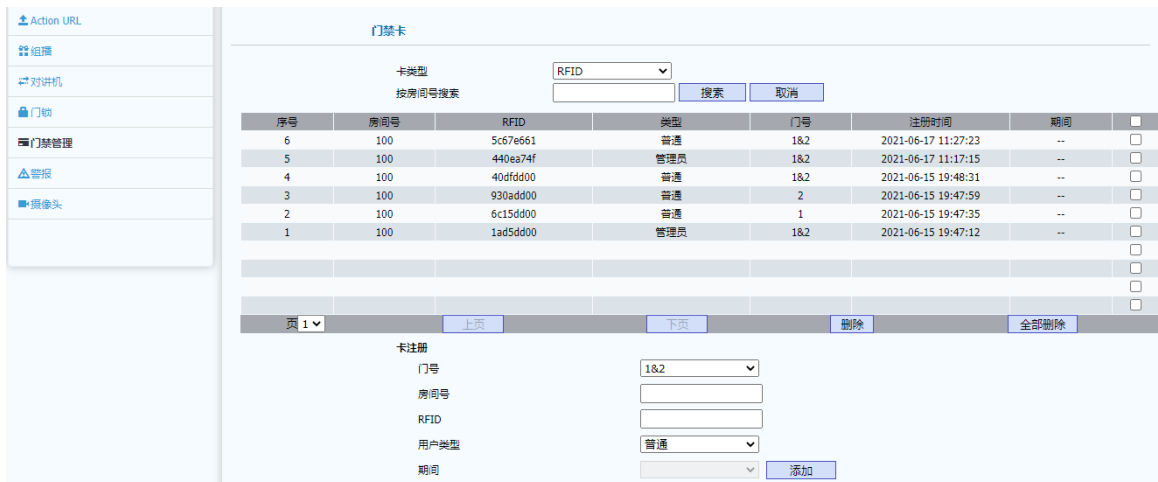 Action URL
组播
对讲机
门锁
门禁管理
警报
摄像头
门禁卡
卡类型 RFID
按房间号搜索 搜索 取消
序号 房间号 RFID 类型 门号 注册时间 期间
6 100 5c67e661 普通 1&2 2021-06-17 11:27:23 --
5 100 440ea74f 管理员 1&2 2021-06-17 11:17:15 --
4 100 40dfdd00 普通 1&2 2021-06-15 19:48:31 --
3 100 930add00 普通 2 2021-06-15 19:47:59 --
2 100 6c15dd00 普通 1 2021-06-15 19:47:35 --
1 100 1ad5dd00 管理员 1&2 2021-06-15 19:47:12 --
页 1 上页 下页 删除 全部删除
卡注册
门号 1&2
房间号
RFID
用户类型 普通
期间 添加